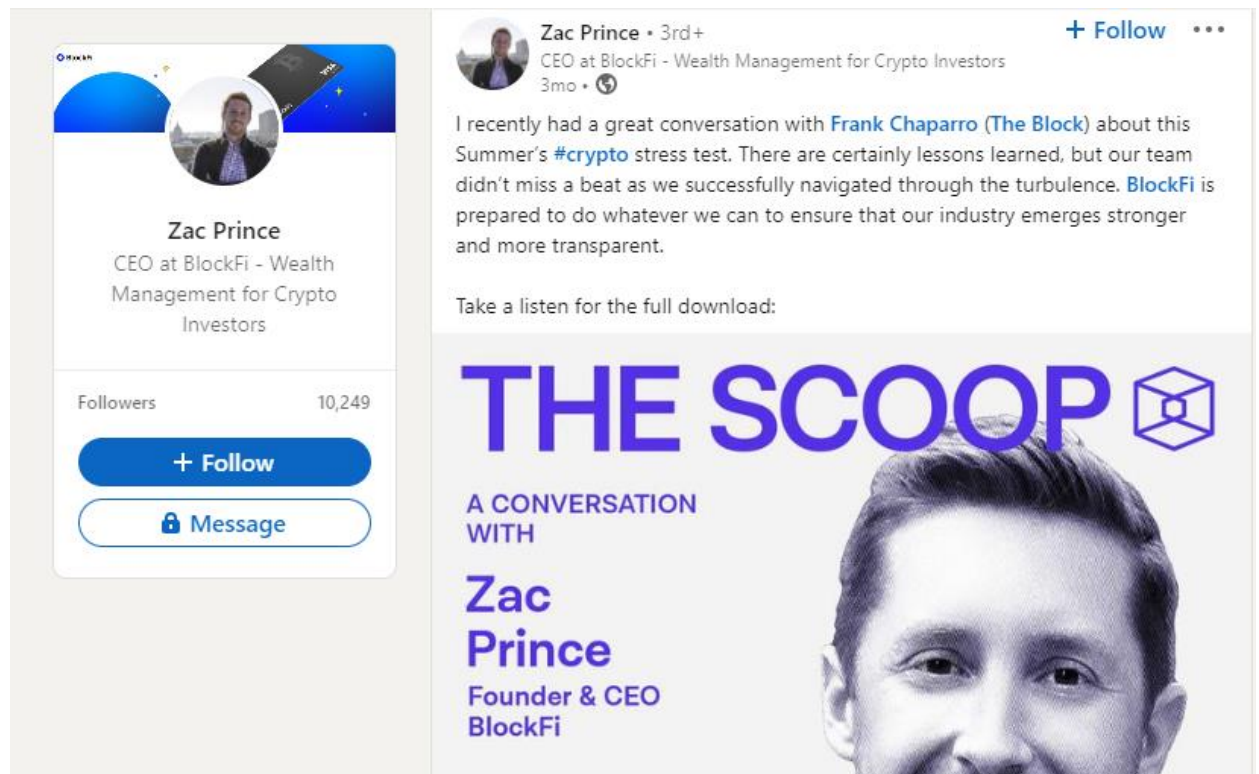 BlockFi
VISA
Zac Prince
CEO at BlockFi - Wealth
Management for Crypto
Investors
Followers 10,249
+ Follow
Message
Zac Prince • 3rd+
CEO at BlockFi - Wealth Management for Crypto Investors
3mo •
+ Follow •••
I recently had a great conversation with Frank Chaparro (The Block) about this
Summer’s #crypto stress test. There are certainly lessons learned, but our team
didn’t miss a beat as we successfully navigated through the turbulence. BlockFi is
prepared to do whatever we can to ensure that our industry emerges stronger
and more transparent.
Take a listen for the full download:
THE SCOOP
A CONVERSATION
WITH
Zac
Prince
Founder & CEO
BlockFi